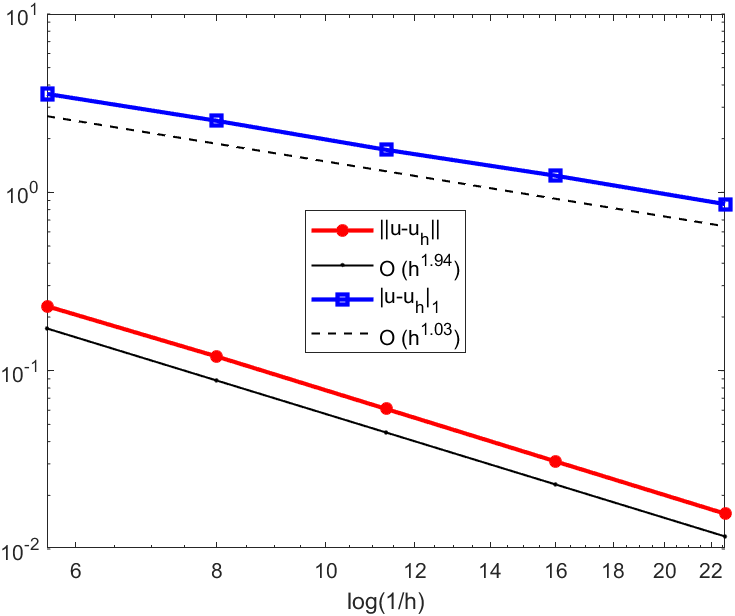 10^1
10^0
10^-1
10^-2
||u-u_h||
O (h^1.94)
|u-u_h|_1
O (h^1.03)
6 8 10 12 14 16 18 20 22
log(1/h)